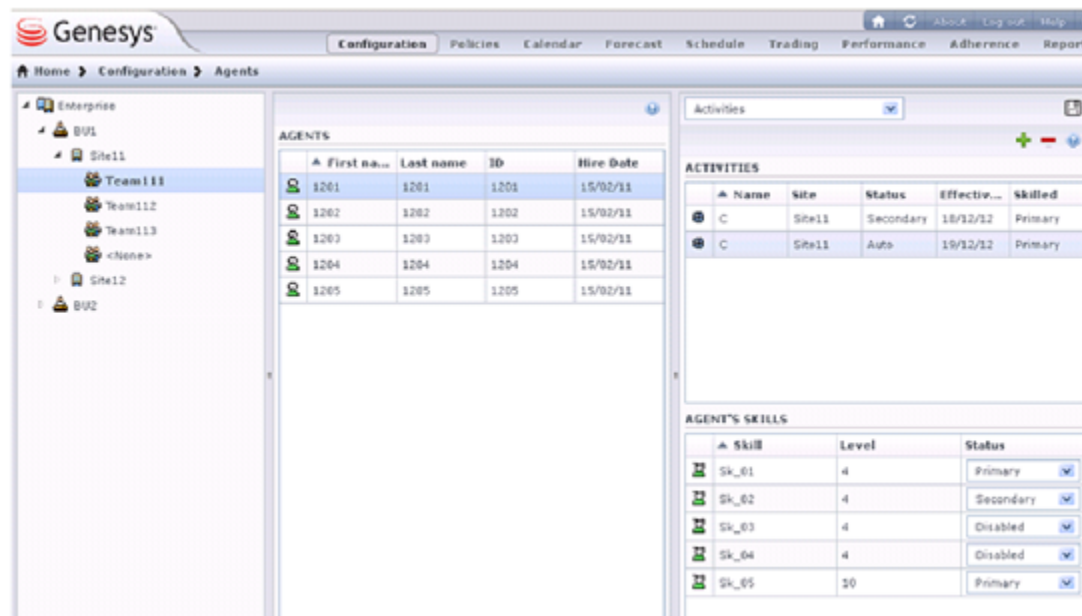 Genesys
About Log out Help
Configuration Policies Calendar Forecast Schedule Trading Performance Adherence Repor
Home Configuration Agents
Enterprise
BU1
Site11
Team111
Team112
Team113
<None>
Site12
BU2
AGENTS
First na... Last name ID Hire Date
1201 1201 1201 15/02/11
1202 1202 1202 15/02/11
1203 1203 1203 15/02/11
1204 1204 1204 15/02/11
1205 1205 1205 15/02/11
Activities
ACTIVITIES
Name Site Status Effectiv... Skilled
C Site11 Secondary 18/12/12 Primary
C Site11 Auto 19/12/12 Primary
AGENT'S SKILLS
Skill Level Status
Sk_01 4 Primary
Sk_02 4 Secondary
Sk_03 4 Disabled
Sk_04 4 Disabled
Sk_05 10 Primary